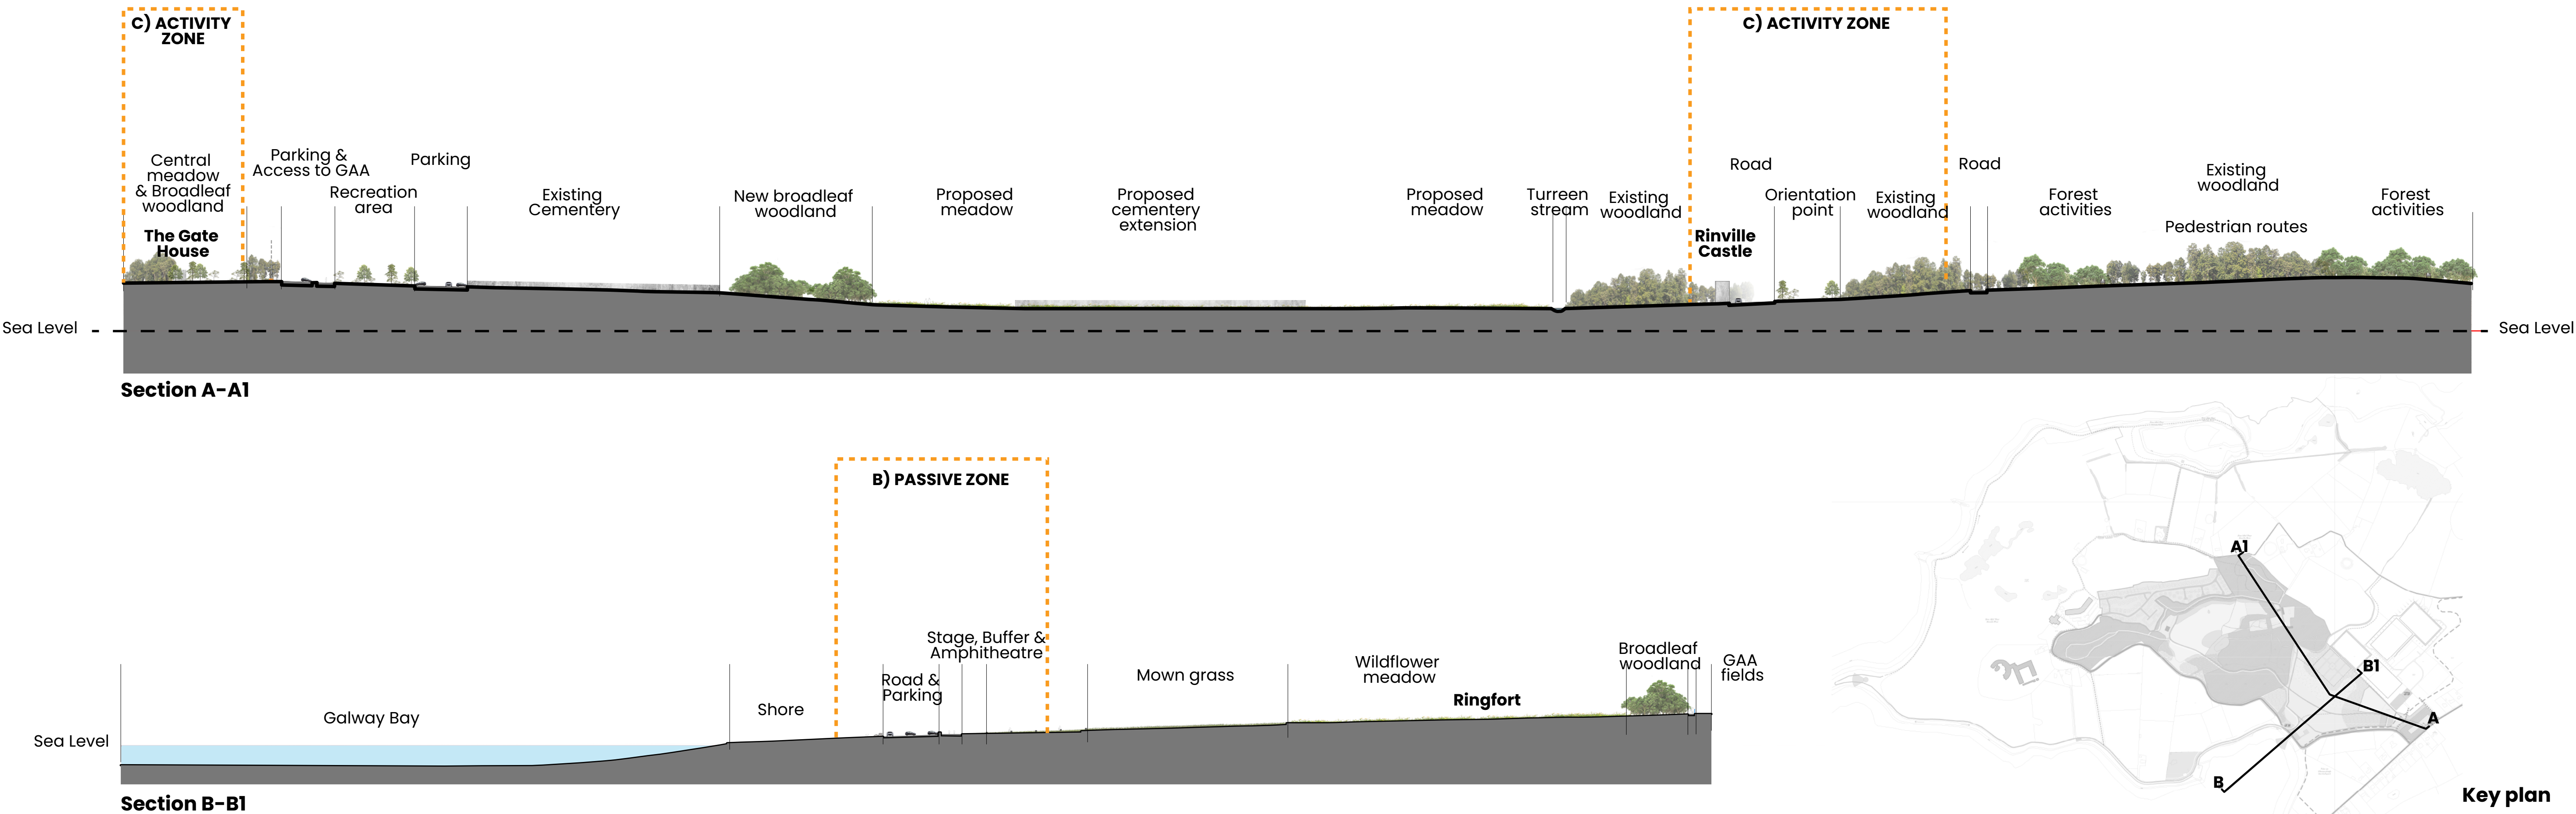 C) ACTIVITY
ZONE
C) ACTIVITY ZONE
Central
meadow
& Broadleaf
woodland
The Gate
House
Parking &
Access to GAA
Recreation
area
Parking
Existing
Cementery
New broadleaf
woodland
Proposed
meadow
Proposed
cementery
extension
Proposed
meadow
Turreen
stream
Existing
woodland
Road
Rinville
Castle
Orientation
point
Existing
woodland
Road
Forest
activities
Existing
woodland
Pedestrian routes
Forest
activities
Sea Level
Sea Level
Section A-A1
B) PASSIVE ZONE
Galway Bay
Shore
Road &
Parking
Stage, Buffer &
Amphitheatre
Mown grass
Wildflower
meadow
Ringfort
Broadleaf
woodland
GAA
fields
Sea Level
Section B-B1
A1
B1
A
B
Key plan